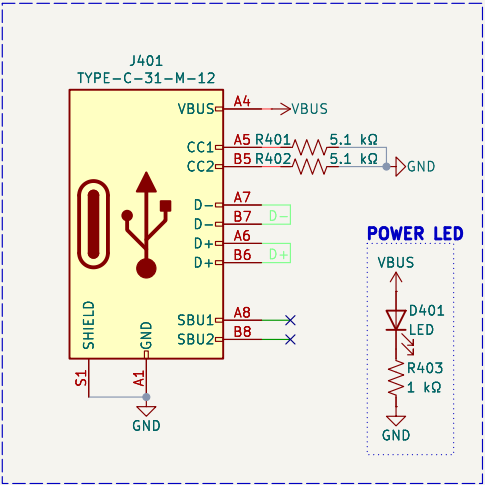 J401
TYPE-C-31-M-12
VBUS A4 VBUS
CC1 A5 R401 5.1 kΩ
CC2 B5 R402 5.1 kΩ GND
D- A7
D- B7 D-
D+ A6
D+ B6 D+
SBU1 A8
SBU2 B8
SHIELD GND
S1 A1
GND
POWER LED
VBUS
D401
LED
R403
1 kΩ
GND